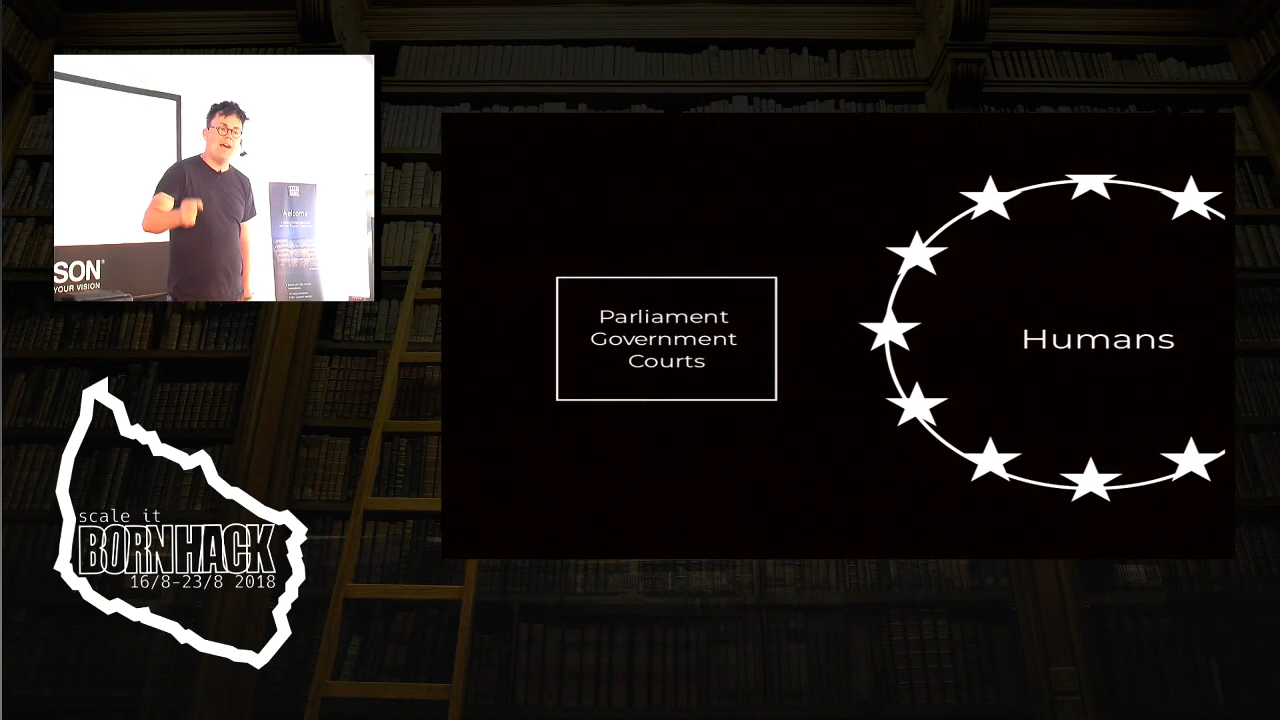 Welcome
SON®
YOUR VISION
Parliament
Government
Courts
Humans
scale it
BORNHACK
16/8-23/8 2018